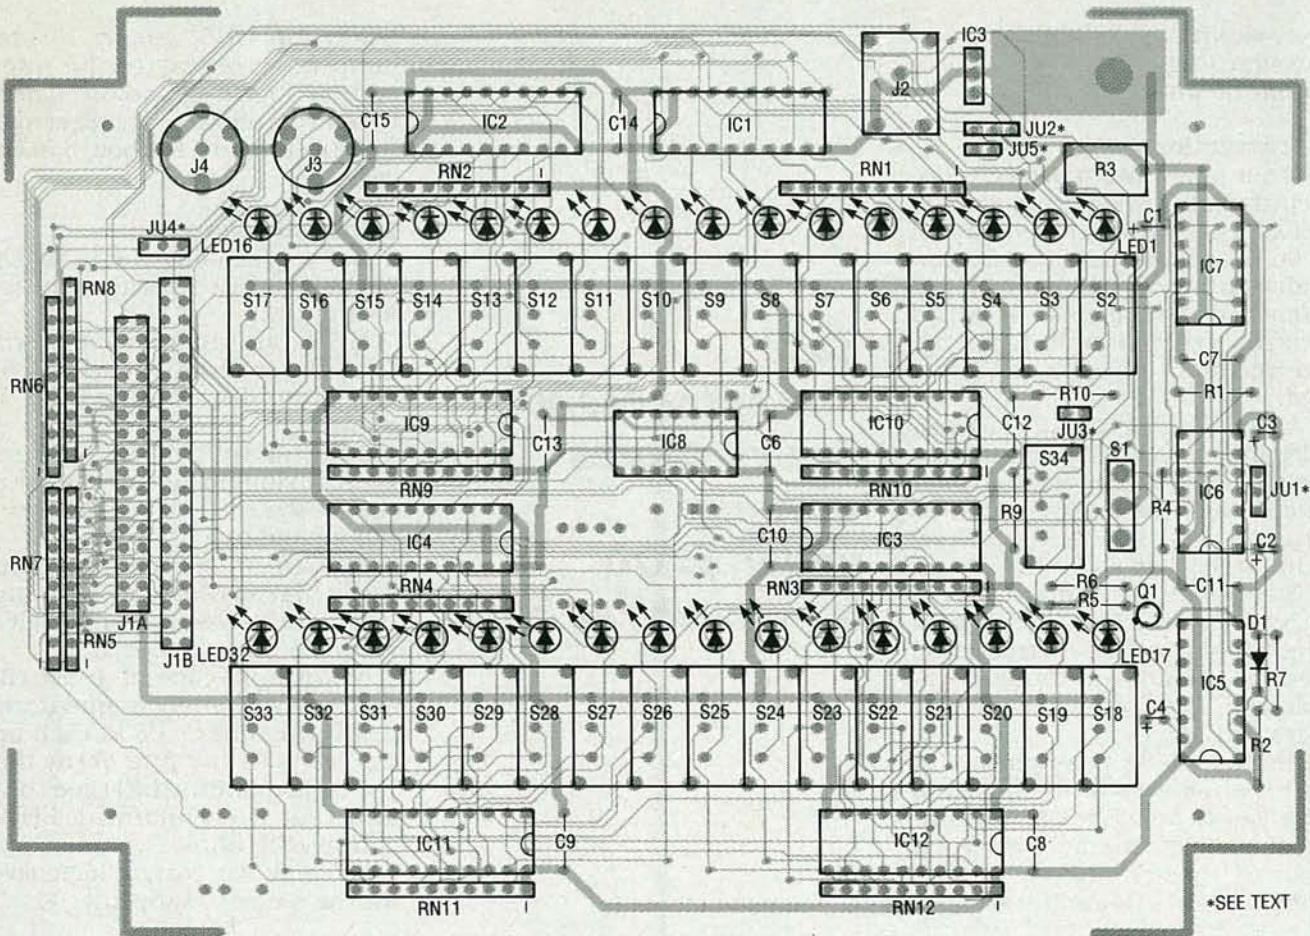 IC3
J2
JU2*
JU5*
C15
IC2
C14
IC1
J4
J3
R3
RN2
I
RN1
I
C1
+
JU4*
LED16
LED1
IC7
RN8
S17
S16
S15
S14
S13
S12
S11
S10
S9
S8
S7
S6
S5
S4
S3
S2
C7
RN6
R10
R1
IC9
C13
IC8
C6
IC10
C12
JU3*
C3
+
S1
S34
I
I
RN9
RN10
I
IC6
JU1*
R4
R9
RN7
IC4
C10
IC3
C2
+
RN4
RN3
I
R6
C11
R5
Q1
J1A
D1
RN5
J1B
LED32
LED17
I
I
IC5
R7
S33
S32
S31
S30
S29
S28
S27
S26
S25
S24
S23
S22
S21
S20
S19
S18
C4
+
R2
IC11
C9
IC12
C8
RN11
I
RN12
I
*SEE TEXT